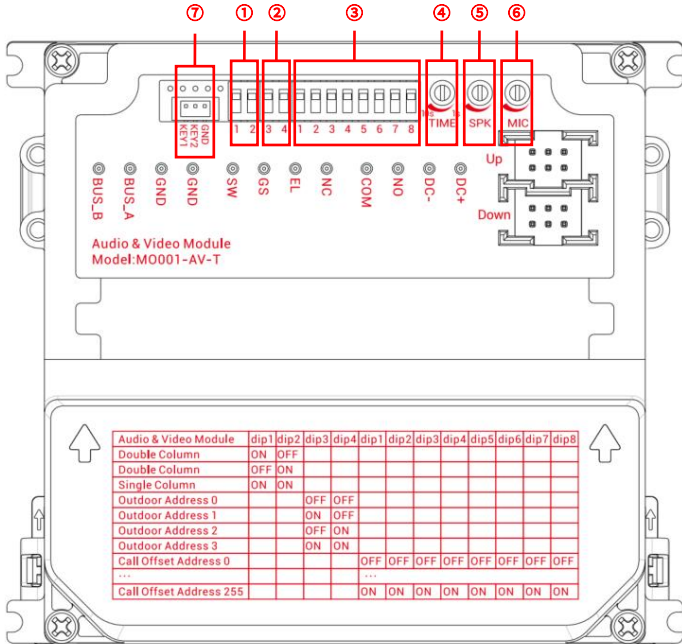 ⑦ ① ② ③ ④ ⑤ ⑥
KEY1 KEY2 GND
1 2 3 4 1 2 3 4 5 6 7 8
10s 1s
TIME SPK MIC
Up
Down
BUS_B BUS_A GND GND SW GS EL NC COM NO DC- DC+
Audio & Video Module
Model:MO001-AV-T
Audio & Video Module dip1 dip2 dip3 dip4 dip1 dip2 dip3 dip4 dip5 dip6 dip7 dip8
Double Column ON OFF
Double Column OFF ON
Single Column ON ON
Outdoor Address 0 OFF OFF
Outdoor Address 1 ON OFF
Outdoor Address 2 OFF ON
Outdoor Address 3 ON ON
Call Offset Address 0 OFF OFF OFF OFF OFF OFF OFF OFF
... ...
Call Offset Address 255 ON ON ON ON ON ON ON ON